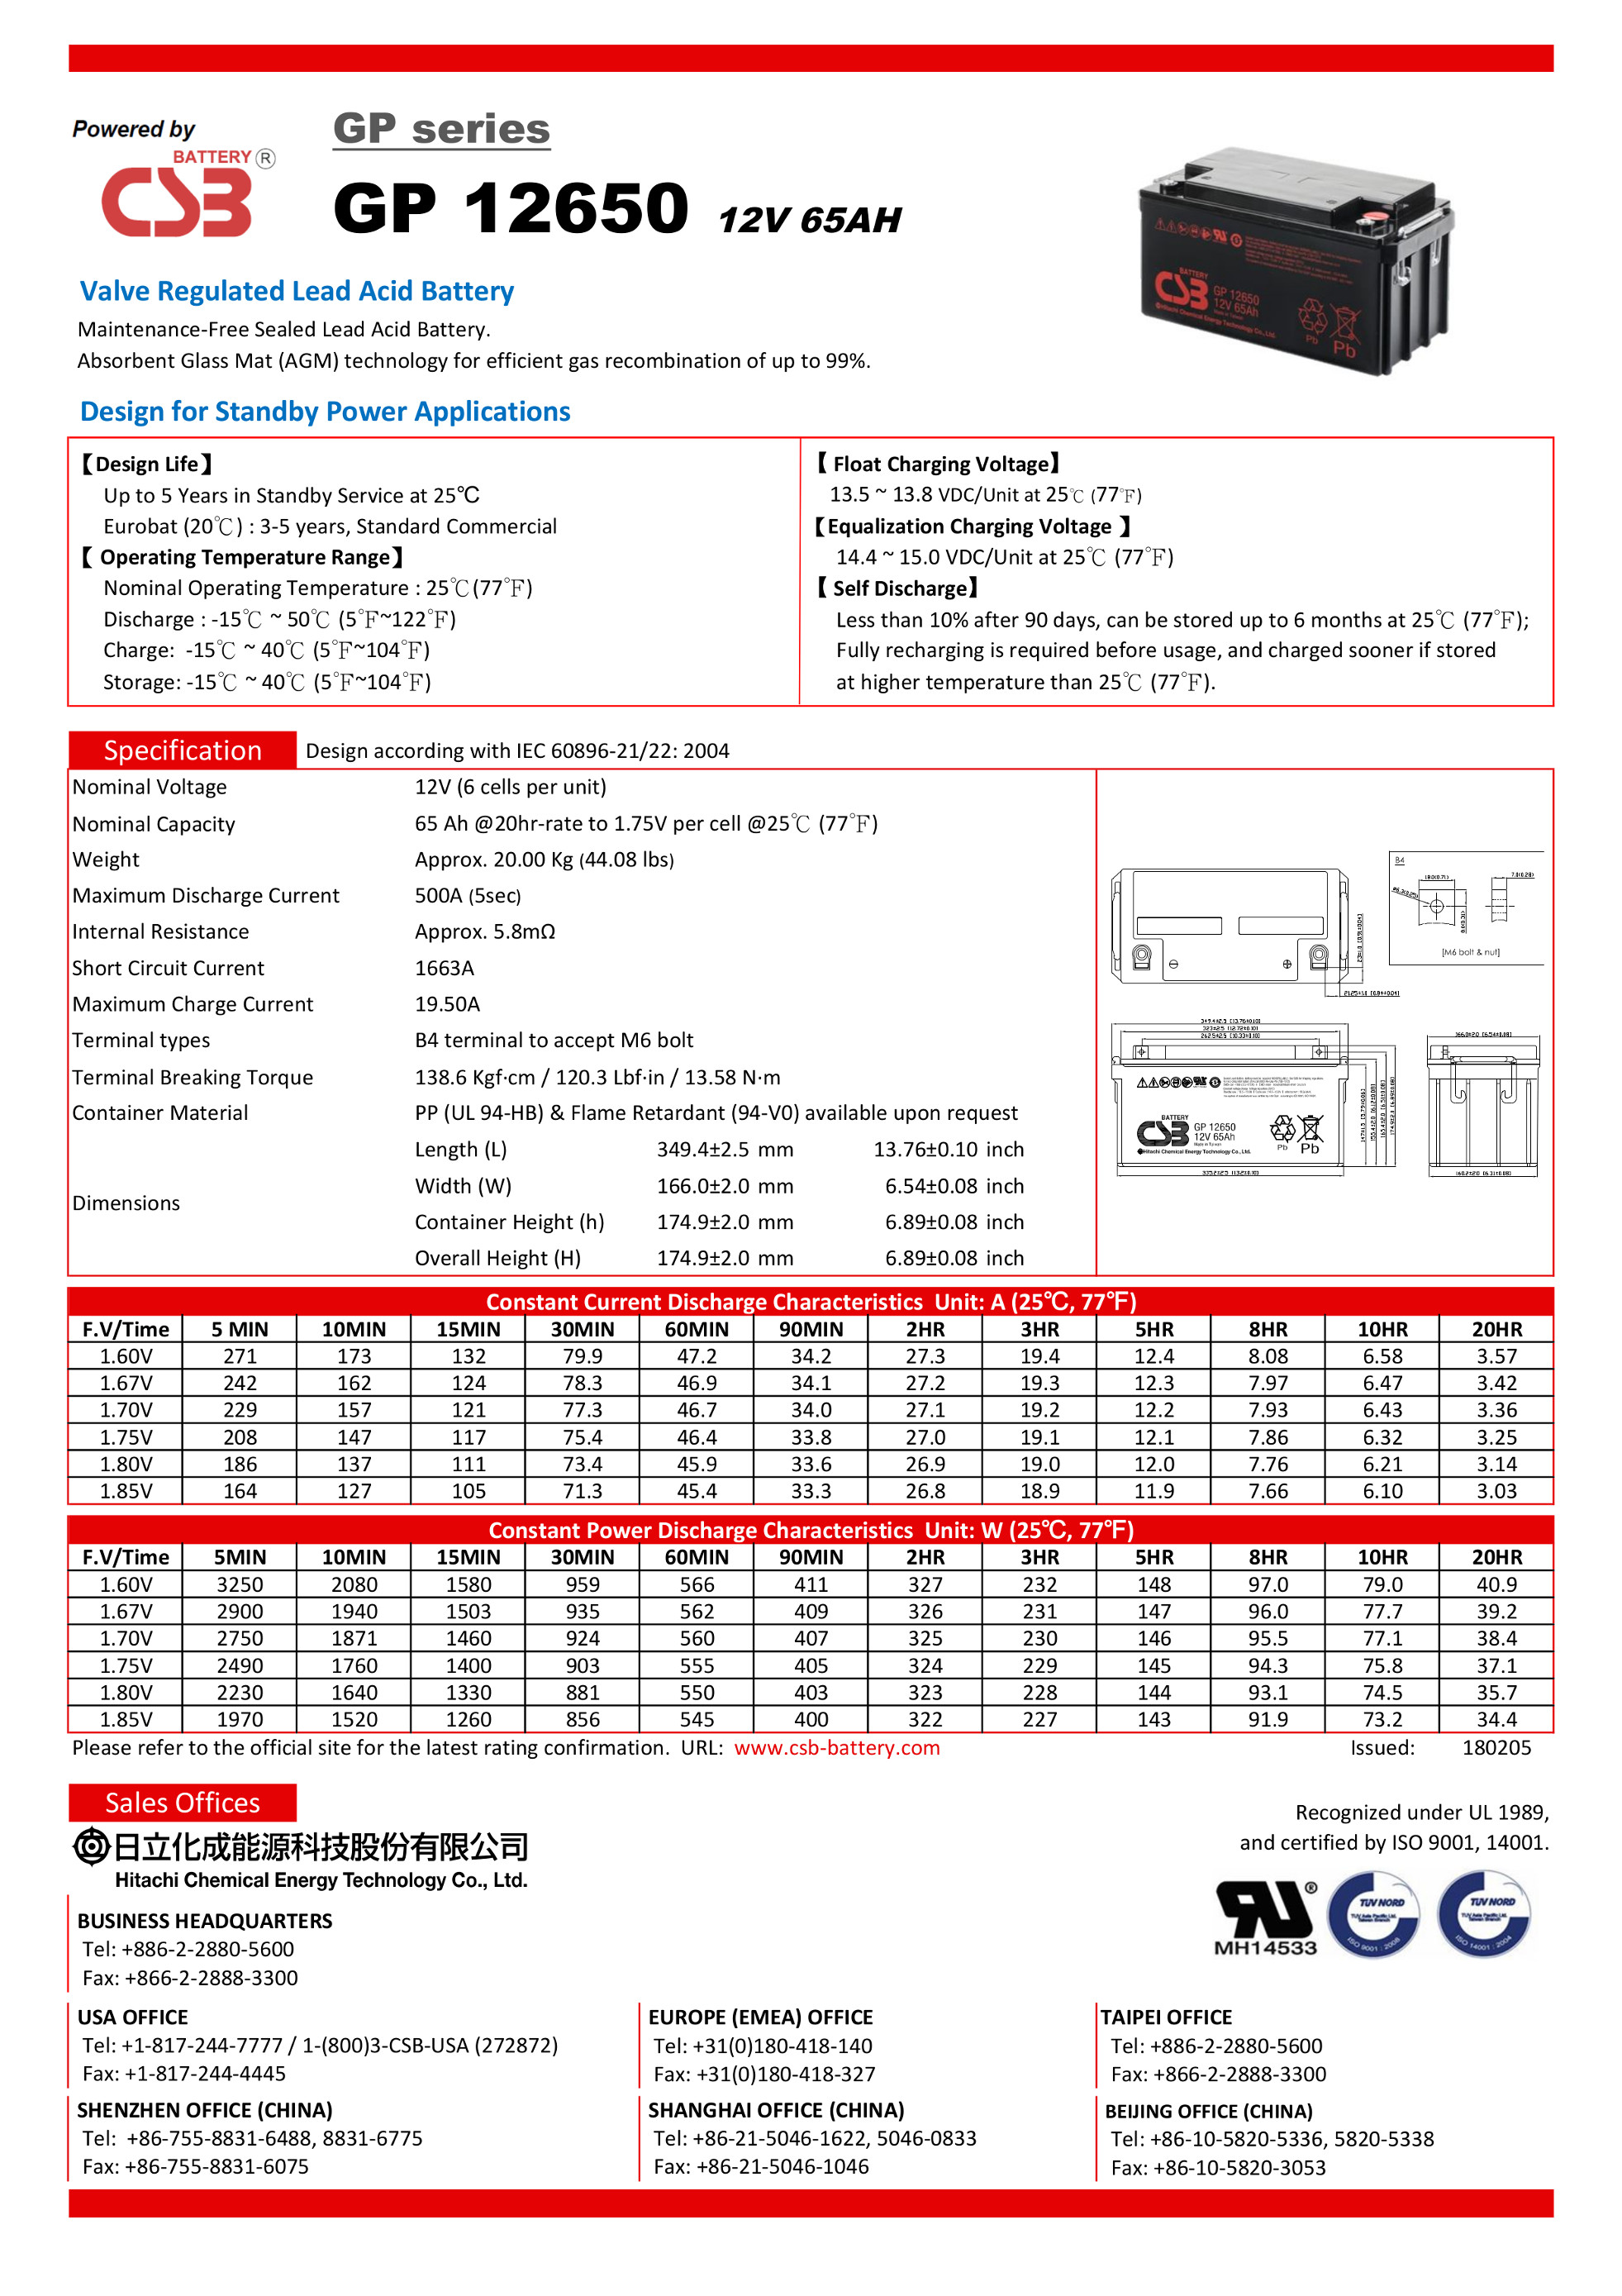 Powered by
BATTERY ®
CSB
GP series
GP 12650 12V 65AH
Valve Regulated Lead Acid Battery
Maintenance-Free Sealed Lead Acid Battery.
Absorbent Glass Mat (AGM) technology for efficient gas recombination of up to 99%.
BATTERY
CSB
GP 12650
12V 65Ah
Pb
Pb
Design for Standby Power Applications
【Design Life】
Up to 5 Years in Standby Service at 25℃
Eurobat (20℃) : 3-5 years, Standard Commercial
【 Operating Temperature Range】
Nominal Operating Temperature : 25℃(77℉)
Discharge : -15℃ ~ 50℃ (5℉~122℉)
Charge: -15℃ ~ 40℃ (5℉~104℉)
Storage: -15℃ ~ 40℃ (5℉~104℉)
【 Float Charging Voltage】
13.5 ~ 13.8 VDC/Unit at 25℃ (77℉)
【Equalization Charging Voltage 】
14.4 ~ 15.0 VDC/Unit at 25℃ (77℉)
【 Self Discharge】
Less than 10% after 90 days, can be stored up to 6 months at 25℃ (77℉);
Fully recharging is required before usage, and charged sooner if stored
at higher temperature than 25℃ (77℉).
Specification Design according with IEC 60896-21/22: 2004
Nominal Voltage 12V (6 cells per unit)
Nominal Capacity 65 Ah @20hr-rate to 1.75V per cell @25℃ (77℉)
Weight Approx. 20.00 Kg (44.08 lbs)
Maximum Discharge Current 500A (5sec)
Internal Resistance Approx. 5.8mΩ
Short Circuit Current 1663A
Maximum Charge Current 19.50A
Terminal types B4 terminal to accept M6 bolt
Terminal Breaking Torque 138.6 Kgf·cm / 120.3 Lbf·in / 13.58 N·m
Container Material PP (UL 94-HB) & Flame Retardant (94-V0) available upon request
Dimensions
Length (L) 349.4±2.5 mm 13.76±0.10 inch
Width (W) 166.0±2.0 mm 6.54±0.08 inch
Container Height (h) 174.9±2.0 mm 6.89±0.08 inch
Overall Height (H) 174.9±2.0 mm 6.89±0.08 inch
B4
[M6 bolt & nut]
BATTERY
CSB
GP 12650
12V 65Ah
Hitachi Chemical Energy Technology Co., Ltd.
Pb Pb
Constant Current Discharge Characteristics Unit: A (25℃, 77℉)
F.V/Time 5 MIN 10MIN 15MIN 30MIN 60MIN 90MIN 2HR 3HR 5HR 8HR 10HR 20HR
1.60V 271 173 132 79.9 47.2 34.2 27.3 19.4 12.4 8.08 6.58 3.57
1.67V 242 162 124 78.3 46.9 34.1 27.2 19.3 12.3 7.97 6.47 3.42
1.70V 229 157 121 77.3 46.7 34.0 27.1 19.2 12.2 7.93 6.43 3.36
1.75V 208 147 117 75.4 46.4 33.8 27.0 19.1 12.1 7.86 6.32 3.25
1.80V 186 137 111 73.4 45.9 33.6 26.9 19.0 12.0 7.76 6.21 3.14
1.85V 164 127 105 71.3 45.4 33.3 26.8 18.9 11.9 7.66 6.10 3.03
Constant Power Discharge Characteristics Unit: W (25℃, 77℉)
F.V/Time 5MIN 10MIN 15MIN 30MIN 60MIN 90MIN 2HR 3HR 5HR 8HR 10HR 20HR
1.60V 3250 2080 1580 959 566 411 327 232 148 97.0 79.0 40.9
1.67V 2900 1940 1503 935 562 409 326 231 147 96.0 77.7 39.2
1.70V 2750 1871 1460 924 560 407 325 230 146 95.5 77.1 38.4
1.75V 2490 1760 1400 903 555 405 324 229 145 94.3 75.8 37.1
1.80V 2230 1640 1330 881 550 403 323 228 144 93.1 74.5 35.7
1.85V 1970 1520 1260 856 545 400 322 227 143 91.9 73.2 34.4
Please refer to the official site for the latest rating confirmation. URL: www.csb-battery.com Issued: 180205
Sales Offices
日立化成能源科技股份有限公司
Hitachi Chemical Energy Technology Co., Ltd.
Recognized under UL 1989,
and certified by ISO 9001, 14001.
MH14533
TUV NORD
ISO 9001 : 2008
TUV NORD
ISO 14001 : 2004
BUSINESS HEADQUARTERS
Tel: +886-2-2880-5600
Fax: +866-2-2888-3300
USA OFFICE
Tel: +1-817-244-7777 / 1-(800)3-CSB-USA (272872)
Fax: +1-817-244-4445
EUROPE (EMEA) OFFICE
Tel: +31(0)180-418-140
Fax: +31(0)180-418-327
TAIPEI OFFICE
Tel: +886-2-2880-5600
Fax: +866-2-2888-3300
SHENZHEN OFFICE (CHINA)
Tel: +86-755-8831-6488, 8831-6775
Fax: +86-755-8831-6075
SHANGHAI OFFICE (CHINA)
Tel: +86-21-5046-1622, 5046-0833
Fax: +86-21-5046-1046
BEIJING OFFICE (CHINA)
Tel: +86-10-5820-5336, 5820-5338
Fax: +86-10-5820-3053